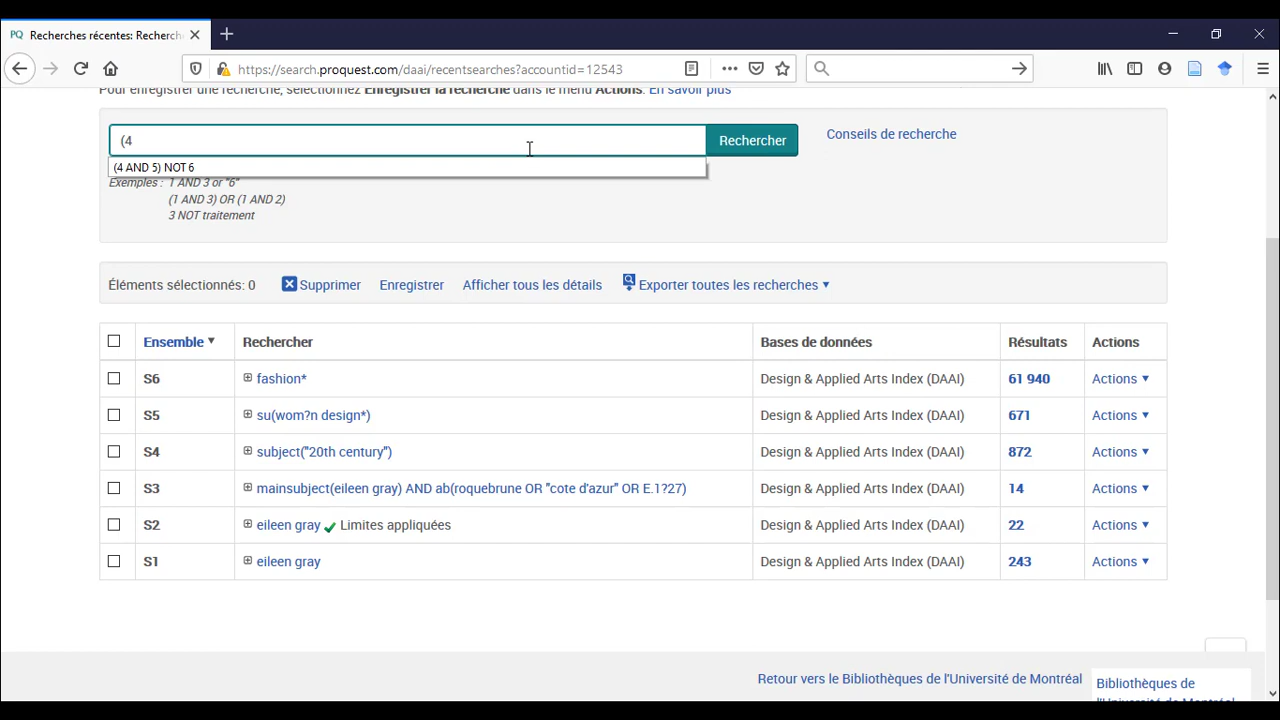 PQ Recherches récentes: Recherch
https://search.proquest.com/daai/recentsearches?accountid=12543
Pour enregistrer une recherche, sélectionnez Enregistrer la recherche dans le menu Actions. En savoir plus
(4
Rechercher
Conseils de recherche
(4 AND 5) NOT 6
Exemples : 1 AND 3 or "6"
(1 AND 3) OR (1 AND 2)
3 NOT traitement
Éléments sélectionnés: 0 Supprimer Enregistrer Afficher tous les détails Exporter toutes les recherches
Ensemble Rechercher Bases de données Résultats Actions
S6 fashion* Design & Applied Arts Index (DAAI) 61 940 Actions
S5 su(wom?n design*) Design & Applied Arts Index (DAAI) 671 Actions
S4 subject("20th century") Design & Applied Arts Index (DAAI) 872 Actions
S3 mainsubject(eileen gray) AND ab(roquebrune OR "cote d'azur" OR E.1?27) Design & Applied Arts Index (DAAI) 14 Actions
S2 eileen gray Limites appliquées Design & Applied Arts Index (DAAI) 22 Actions
S1 eileen gray Design & Applied Arts Index (DAAI) 243 Actions
Retour vers le Bibliothèques de l'Université de Montréal
Bibliothèques de
l'Université de Montréal